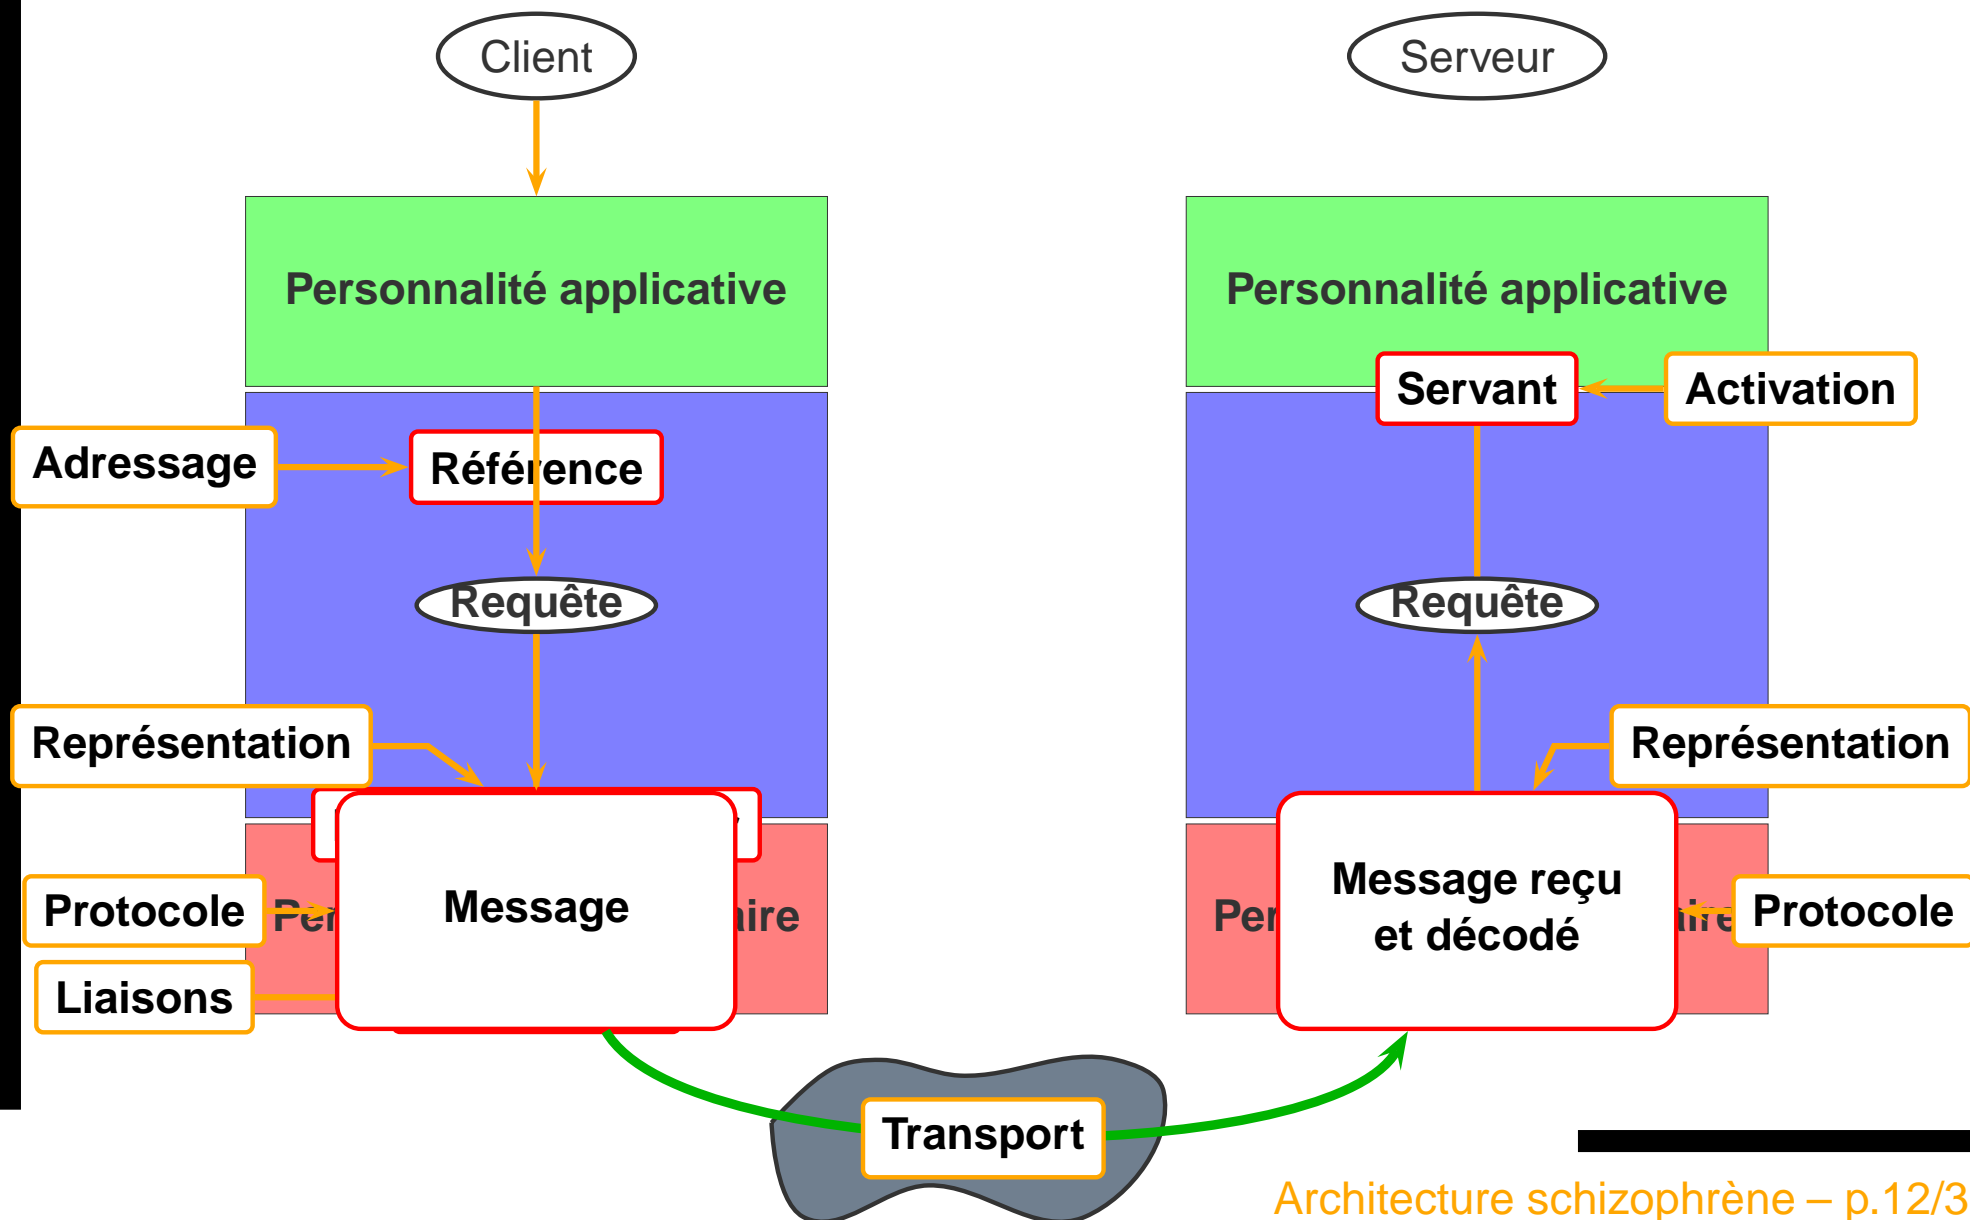 Client
Serveur
Personnalité applicative
Personnalité applicative
Servant
Activation
Adressage
Référence
Requête
Requête
Représentation
Représentation
Message
Message reçu
et décodé
Protocole
Protocole
Liaisons
Transport
Architecture schizophrène – p.12/3